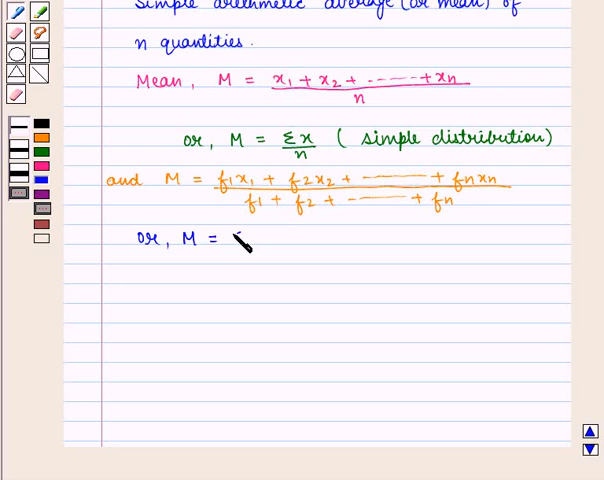 Simple arithmetic average (or mean) of
n quantities.
Mean, M = x₁ + x₂ + ------- + xn / n
or, M = Σx / n ( simple distribution)
and M = f₁x₁ + f₂x₂ + ------- + fnxn / f₁ + f₂ + ------- + fn
or, M =